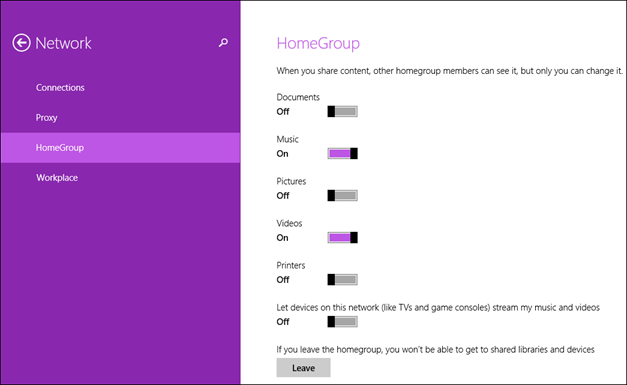 Network
Connections
Proxy
HomeGroup
Workplace
HomeGroup
When you share content, other homegroup members can see it, but only you can change it.
Documents
Off
Music
On
Pictures
Off
Videos
On
Printers
Off
Let devices on this network (like TVs and game consoles) stream my music and videos
Off
If you leave the homegroup, you won't be able to get to shared libraries and devices
Leave